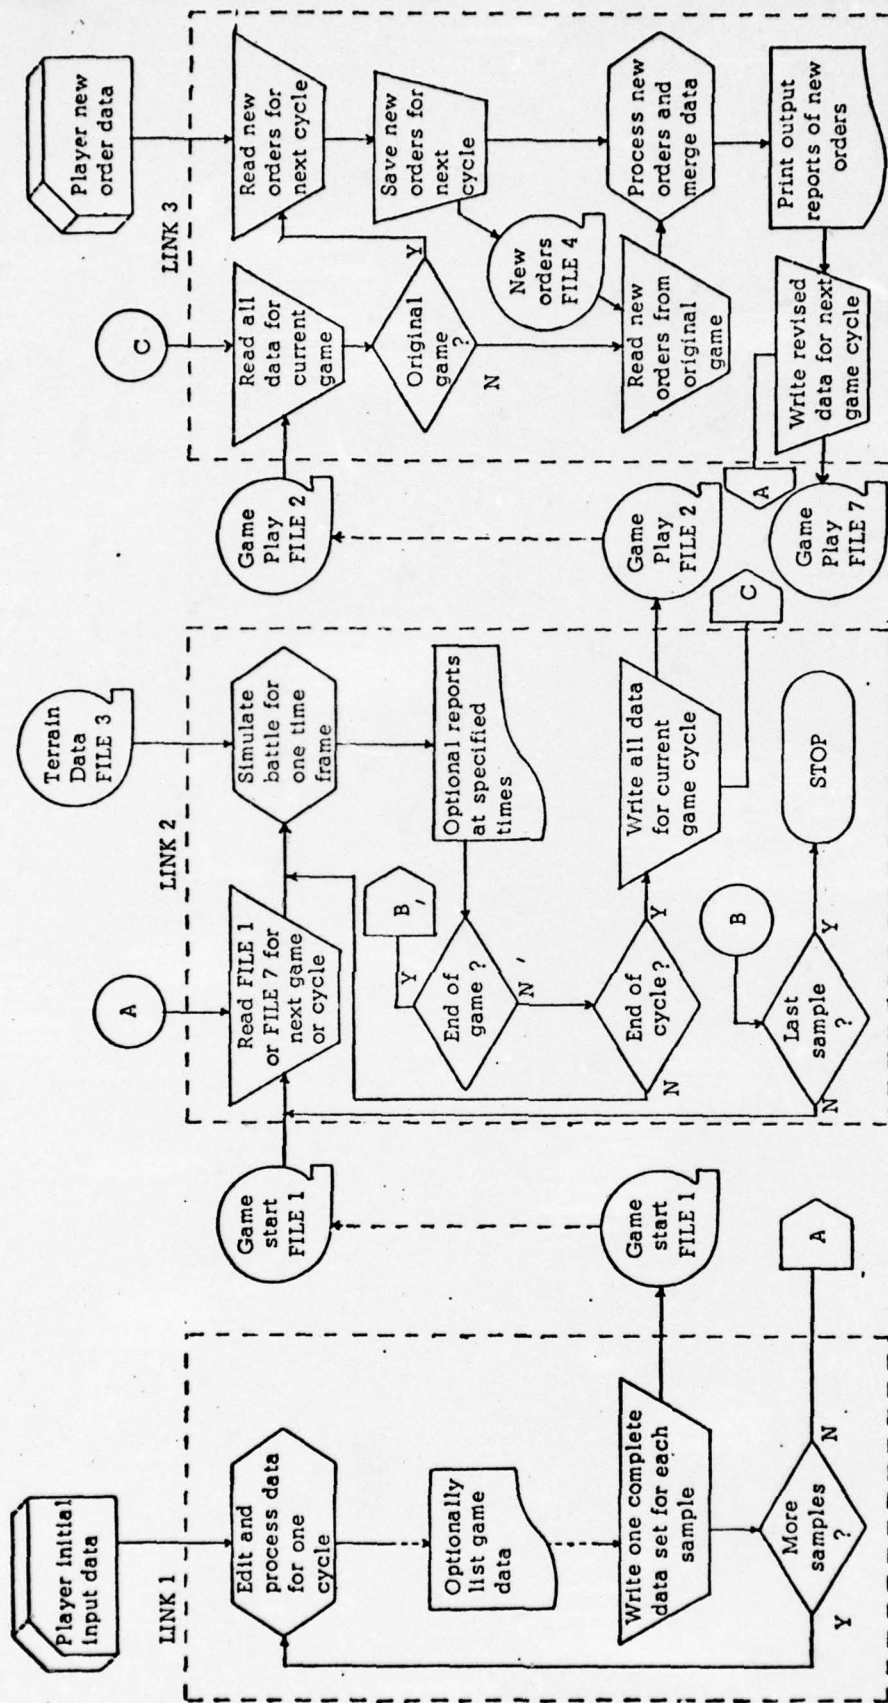 Player initial
input data
LINK 1
Edit and
process data
for one
cycle
Optionally
list game
data
Write one complete
data set for each
sample
More
samples
?
Y
N
A
Game
start
FILE 1
Game
start
FILE 1
A
LINK 2
Terrain
Data
FILE 3
Read FILE 1
or FILE 7 for
next game
or cycle
Simulate
battle for
one time
frame
Optional reports
at specified
times
B
Y
End of
game ?
N
End of
cycle?
Y
N
Write all data
for current
game cycle
B
Last
sample
?
Y
N
STOP
C
Game
Play
FILE 2
Game
Play
FILE 2
A
Game
Play
FILE 7
C
LINK 3
Player new
order data
Read all
data for
current
game
Original
game
?
Y
N
Read new
orders for
next cycle
Save new
orders for
next
cycle
New
orders
FILE 4
Read new
orders from
original
game
Process new
orders and
merge data
Print output
reports of new
orders
Write revised
data for next
game cycle